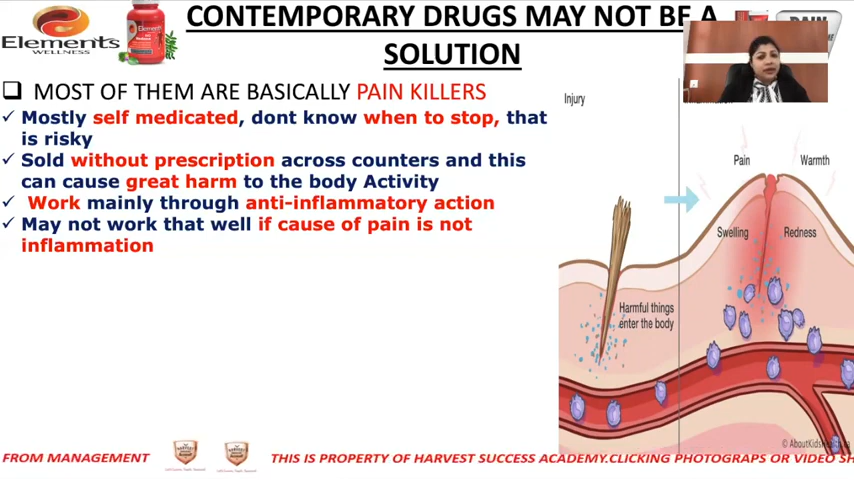 CONTEMPORARY DRUGS MAY NOT BE A
SOLUTION
Elements
WELLNESS
PAIN
❑ MOST OF THEM ARE BASICALLY PAIN KILLERS
✓ Mostly self medicated, dont know when to stop, that
is risky
✓ Sold without prescription across counters and this
can cause great harm to the body Activity
✓ Work mainly through anti-inflammatory action
✓ May not work that well if cause of pain is not
inflammation
Injury
Pain
Warmth
Swelling
Redness
Harmful things
enter the body
FROM MANAGEMENT
THIS IS PROPERTY OF HARVEST SUCCESS ACADEMY.CLICKING PHOTOGRAPS OR VIDEO SH